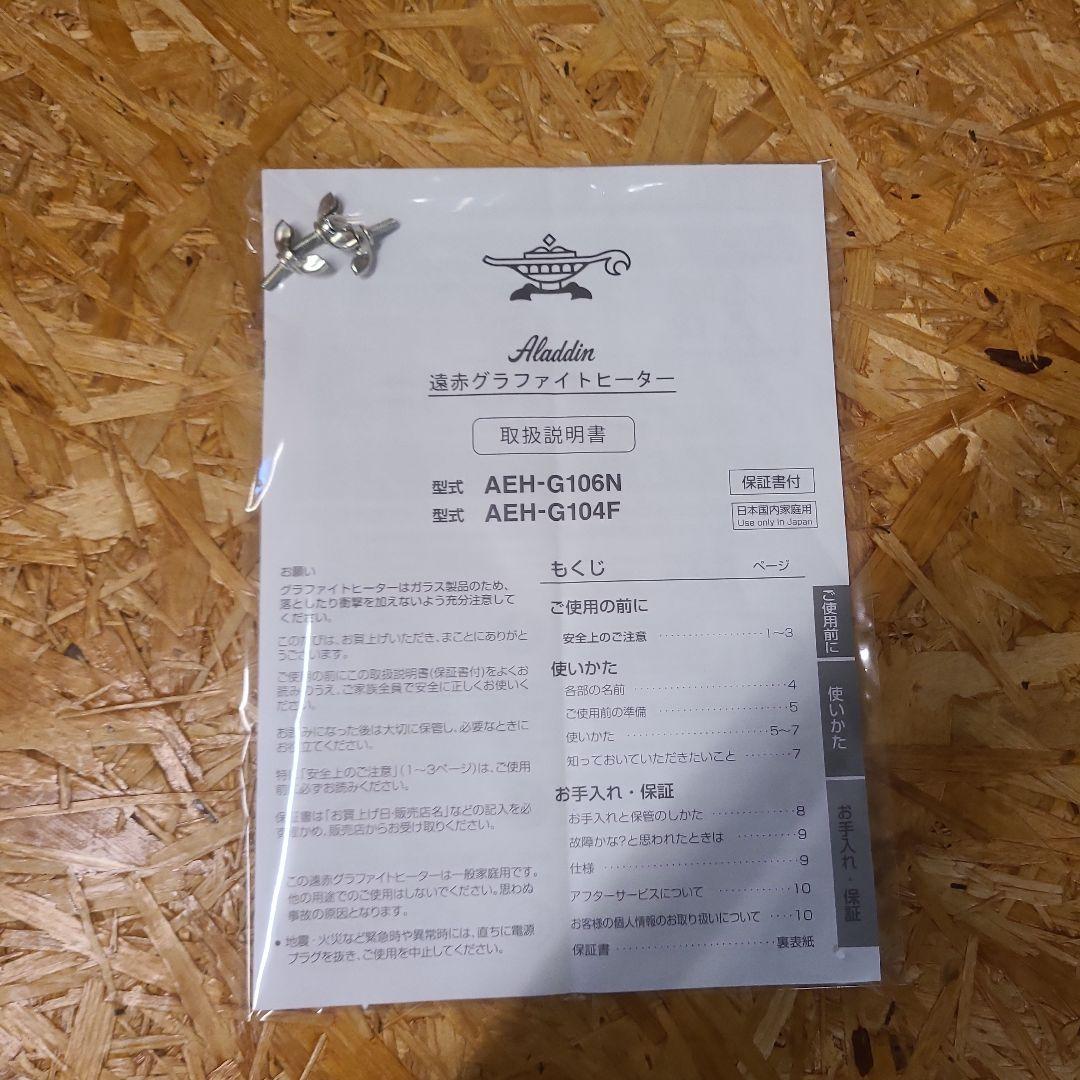 Aladdin
遠赤グラファイトヒーター
取扱説明書
型式 AEH-G106N
型式 AEH-G104F
保証書付
日本国内家庭用
Use only in Japan
お願い
グラファイトヒーターはガラス製品のため、
落としたり衝撃を加えないよう充分注意して
ください。
このたびは、お買上げいただき、まことにありがと
うございます。
ご使用の前にこの取扱説明書(保証書付)をよくお
読みのうえ、ご家族全員で安全に正しくお使いくだ
さい。
お読みになった後は大切に保管し、必要なときに
お役立てください。
特に「安全上のご注意」(1〜3ページ)は、ご使用
前に必ずお読みください。
保証書は「お買上げ日・販売店名」などの記入を必
ず確かめ、販売店からお受け取りください。
この遠赤グラファイトヒーターは一般家庭用です。
他の用途でのご使用はしないでください。思わぬ
事故の原因となります。
● 地震・火災など緊急時や異常時には、直ちに電源
プラグを抜き、ご使用を中止してください。
もくじ ページ
ご使用の前に
安全上のご注意 ……………… 1〜3
使いかた
各部の名前 ……………… 4
ご使用前の準備 ……………… 5
使いかた ……………… 5〜7
知っておいていただきたいこと ……… 7
お手入れ・保証
お手入れと保管のしかた ……… 8
故障かな?と思われたときは ……… 9
仕様 ……………… 9
アフターサービスについて ……… 10
お客様の個人情報のお取り扱いについて …… 10
保証書 ……………… 裏表紙
ご使用前に
使いかた
お手入れ・保証